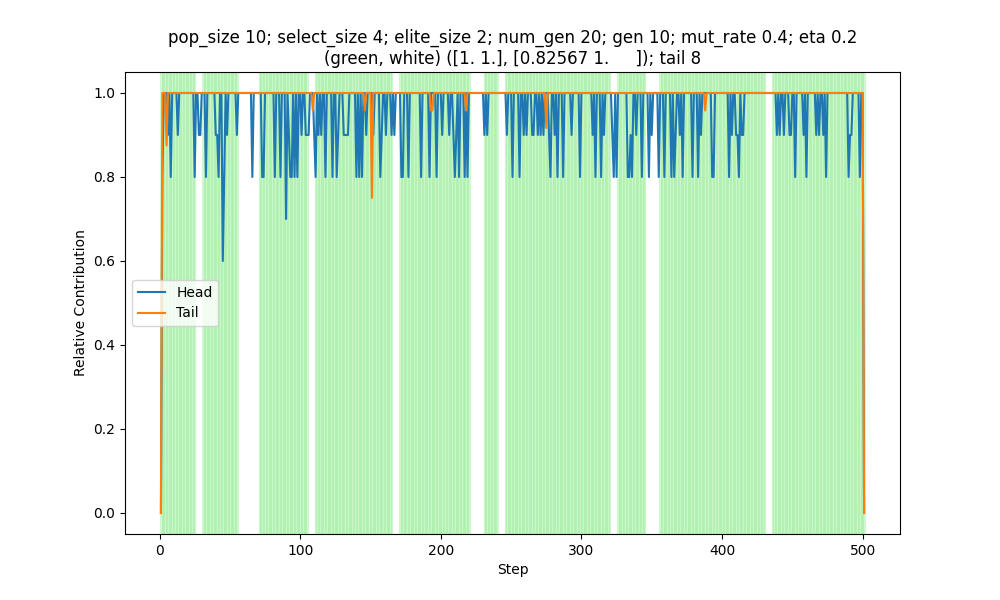 pop_size 10; select_size 4; elite_size 2; num_gen 20; gen 10; mut_rate 0.4; eta 0.2
(green, white) ([1. 1.], [0.82567 1.     ]); tail 8
1.0
0.8
0.6
0.4
0.2
0.0
Relative Contribution
Head
Tail
0
100
200
300
400
500
Step